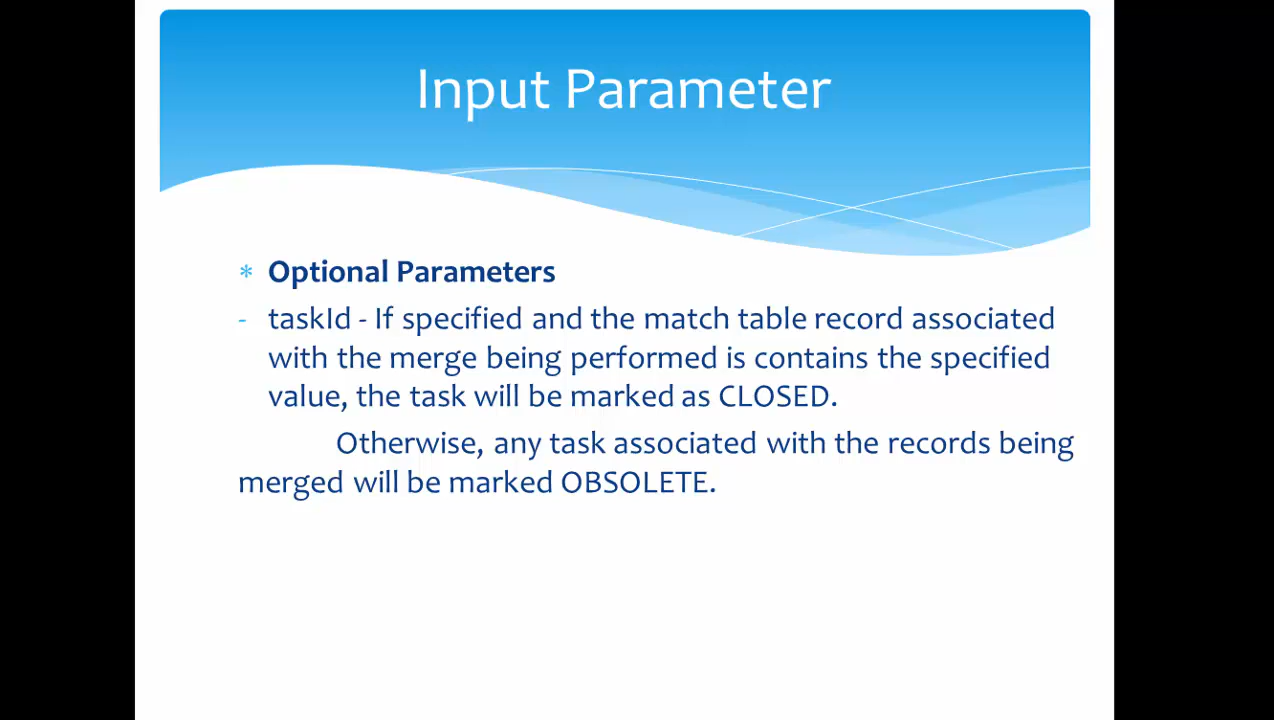 Input Parameter
* Optional Parameters
- taskId - If specified and the match table record associated
with the merge being performed is contains the specified
value, the task will be marked as CLOSED.
Otherwise, any task associated with the records being
merged will be marked OBSOLETE.